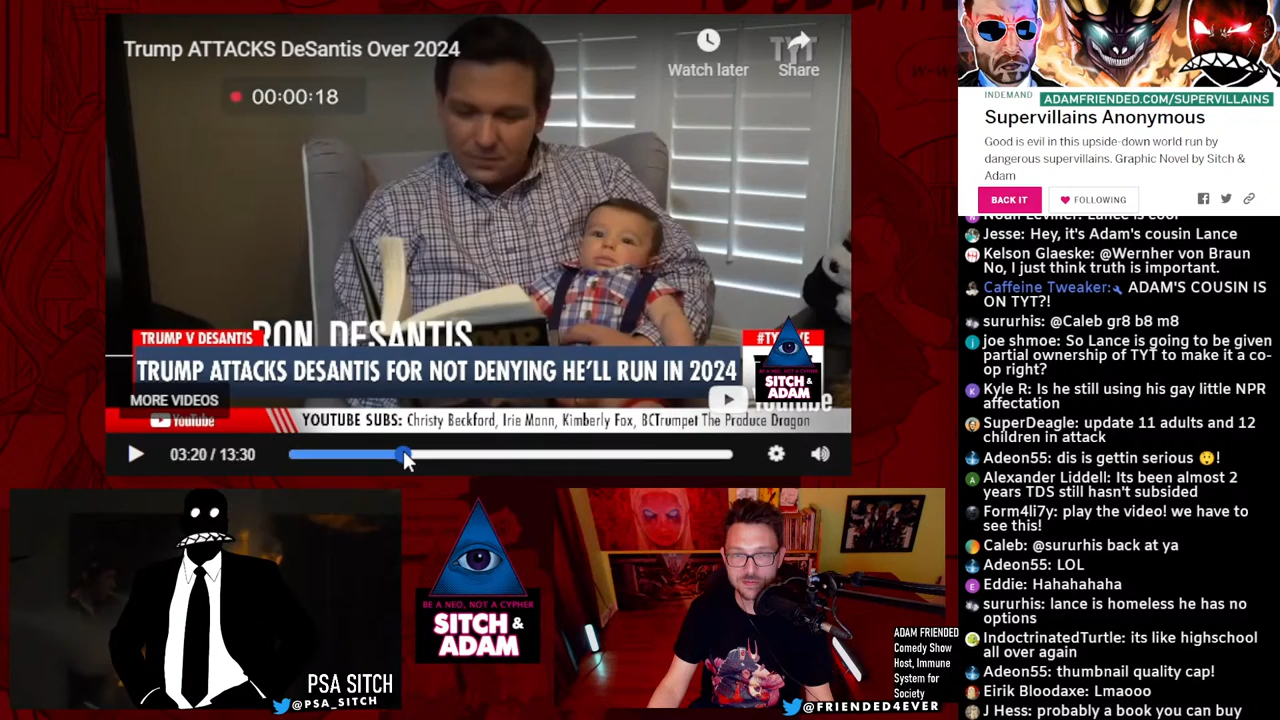 Trump ATTACKS DeSantis Over 2024
Watch later
TYT
Share
00:00:18
RON DESANTIS
TRUMP V DESANTIS
TRUMP ATTACKS DESANTIS FOR NOT DENYING HE'LL RUN IN 2024
BE A NEO, NOT A CYPHER
SITCH &
ADAM
MORE VIDEOS
YouTube
YouTube
YOUTUBE SUBS: Christy Beckford, Irie Mann, Kimberly Fox, BCTrumpet The Produce Dragon
03:20 / 13:30
PSA SITCH
@PSA_SITCH
BE A NEO, NOT A CYPHER
SITCH &
ADAM
ADAM FRIENDED
Comedy Show
Host, Immune
System for
Society
@FRIENDED4EVER
INDEMAND
ADAMFRIENDED.COM/SUPERVILLAINS
Supervillains Anonymous
Good is evil in this upside-down world run by
dangerous supervillains. Graphic Novel by Sitch &
Adam
BACK IT
FOLLOWING
Jesse: Hey, it's Adam's cousin Lance
Kelson Glaeske: @Wernher von Braun
No, I just think truth is important.
Caffeine Tweaker: ADAM'S COUSIN IS
ON TYT?!
sururhis: @Caleb gr8 b8 m8
joe shmoe: So Lance is going to be given
partial ownership of TYT to make it a co-
op right?
Kyle R: Is he still using his gay little NPR
affectation
SuperDeagle: update 11 adults and 12
children in attack
Adeon55: dis is gettin serious 😲!
Alexander Liddell: Its been almost 2
years TDS still hasn't subsided
Form4li7y: play the video! we have to
see this!
Caleb: @sururhis back at ya
Adeon55: LOL
Eddie: Hahahahaha
sururhis: lance is homeless he has no
options
IndoctrinatedTurtle: its like highschool
all over again
Adeon55: thumbnail quality cap!
Eirik Bloodaxe: Lmaooo
J Hess: probably a book you can buy